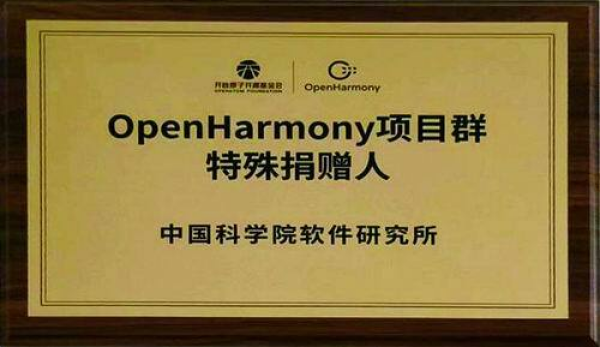 开放原子开源基金会
OPENATOM FOUNDATION
OpenHarmony
OpenHarmony项目群
特殊捐赠人
中国科学院软件研究所